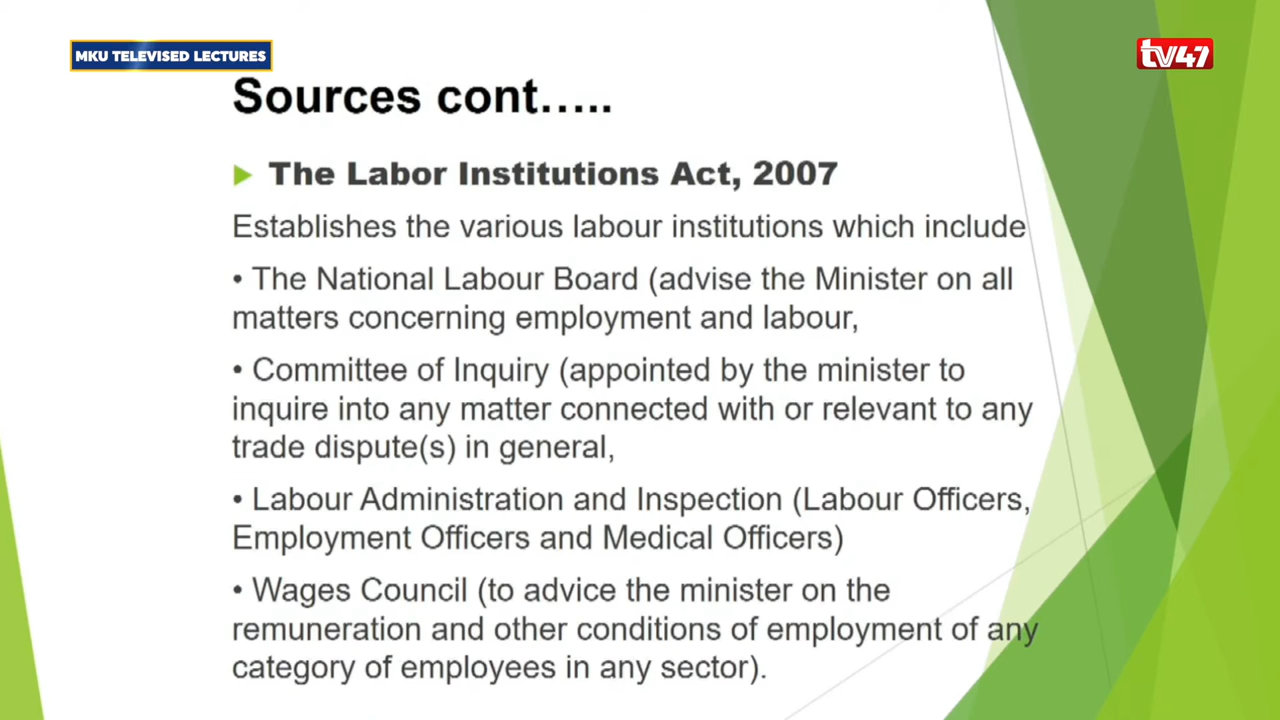 MKU TELEVISED LECTURES
tv47
Sources cont…..
The Labor Institutions Act, 2007
Establishes the various labour institutions which include
• The National Labour Board (advise the Minister on all
matters concerning employment and labour,
• Committee of Inquiry (appointed by the minister to
inquire into any matter connected with or relevant to any
trade dispute(s) in general,
• Labour Administration and Inspection (Labour Officers,
Employment Officers and Medical Officers)
• Wages Council (to advice the minister on the
remuneration and other conditions of employment of any
category of employees in any sector).